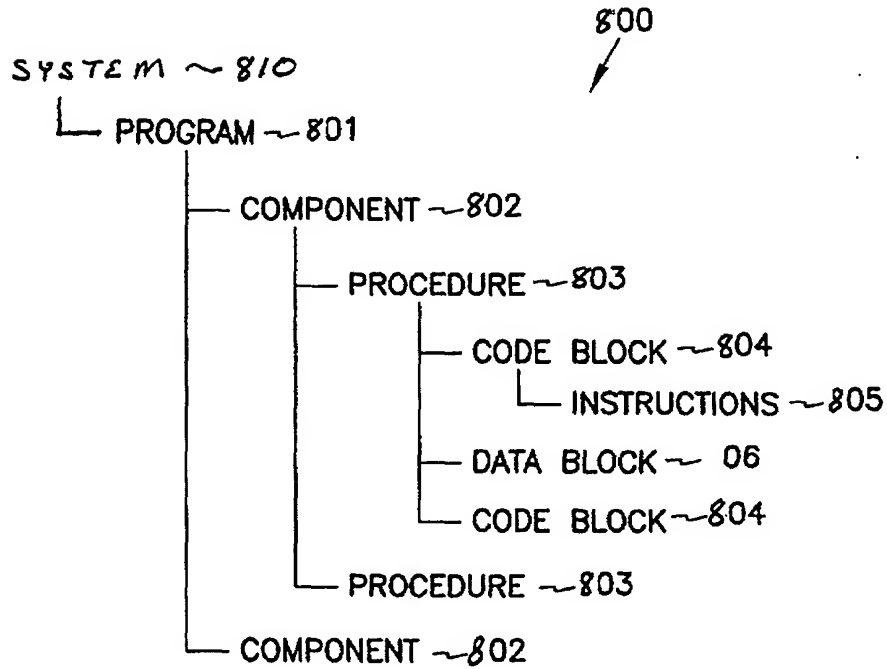 800
SYSTEM ~ 810
PROGRAM ~ 801
COMPONENT ~ 802
PROCEDURE ~ 803
CODE BLOCK ~ 804
INSTRUCTIONS ~ 805
DATA BLOCK ~ 06
CODE BLOCK ~ 804
PROCEDURE ~ 803
COMPONENT ~ 802